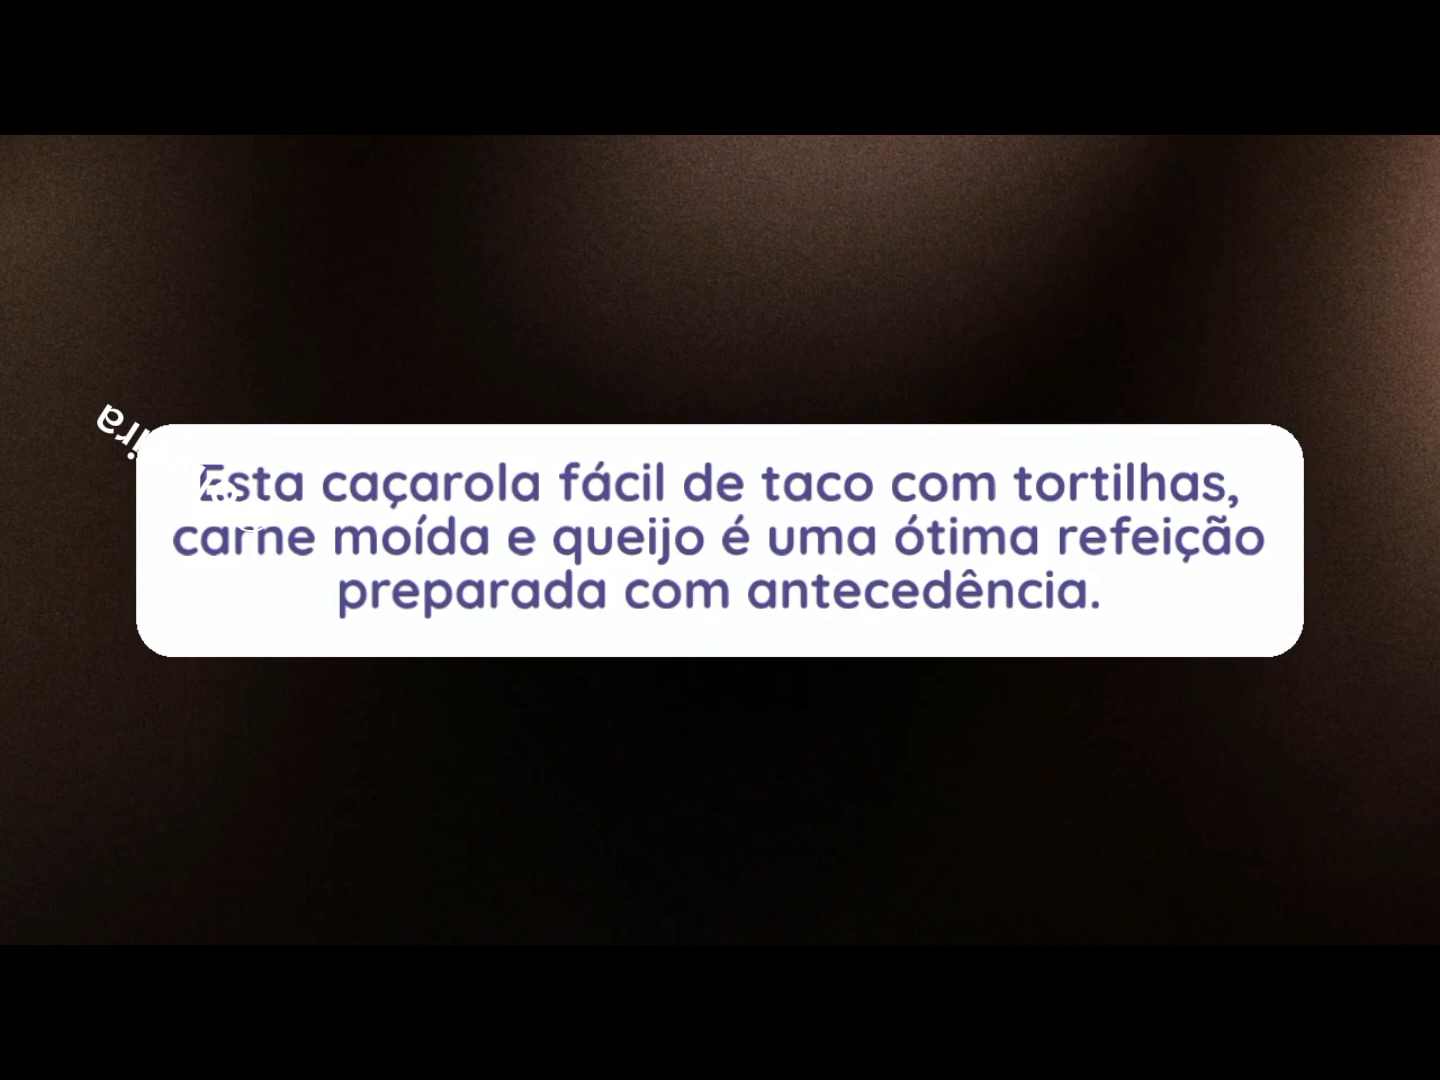 Esta caçarola fácil de taco com tortilhas,
carne moída e queijo é uma ótima refeição
preparada com antecedência.